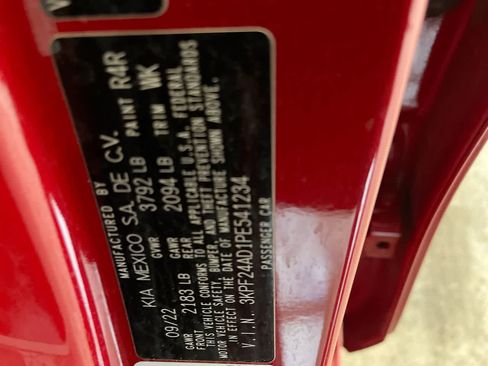 MANUFACTURED BY
KIA MEXICO S.A. DE C.V.
09/22 GVWR 3792 LB PAINT R4R
GAWR FRONT 2183 LB GAWR REAR 2094 LB TRIM WK
THIS VEHICLE CONFORMS TO ALL APPLICABLE U.S.A. FEDERAL
MOTOR VEHICLE SAFETY, BUMPER, AND THEFT PREVENTION STANDARDS
IN EFFECT ON THE DATE OF MANUFACTURE SHOWN ABOVE.
V.I.N.: 3KPF24AD1PE541234
PASSENGER CAR
V